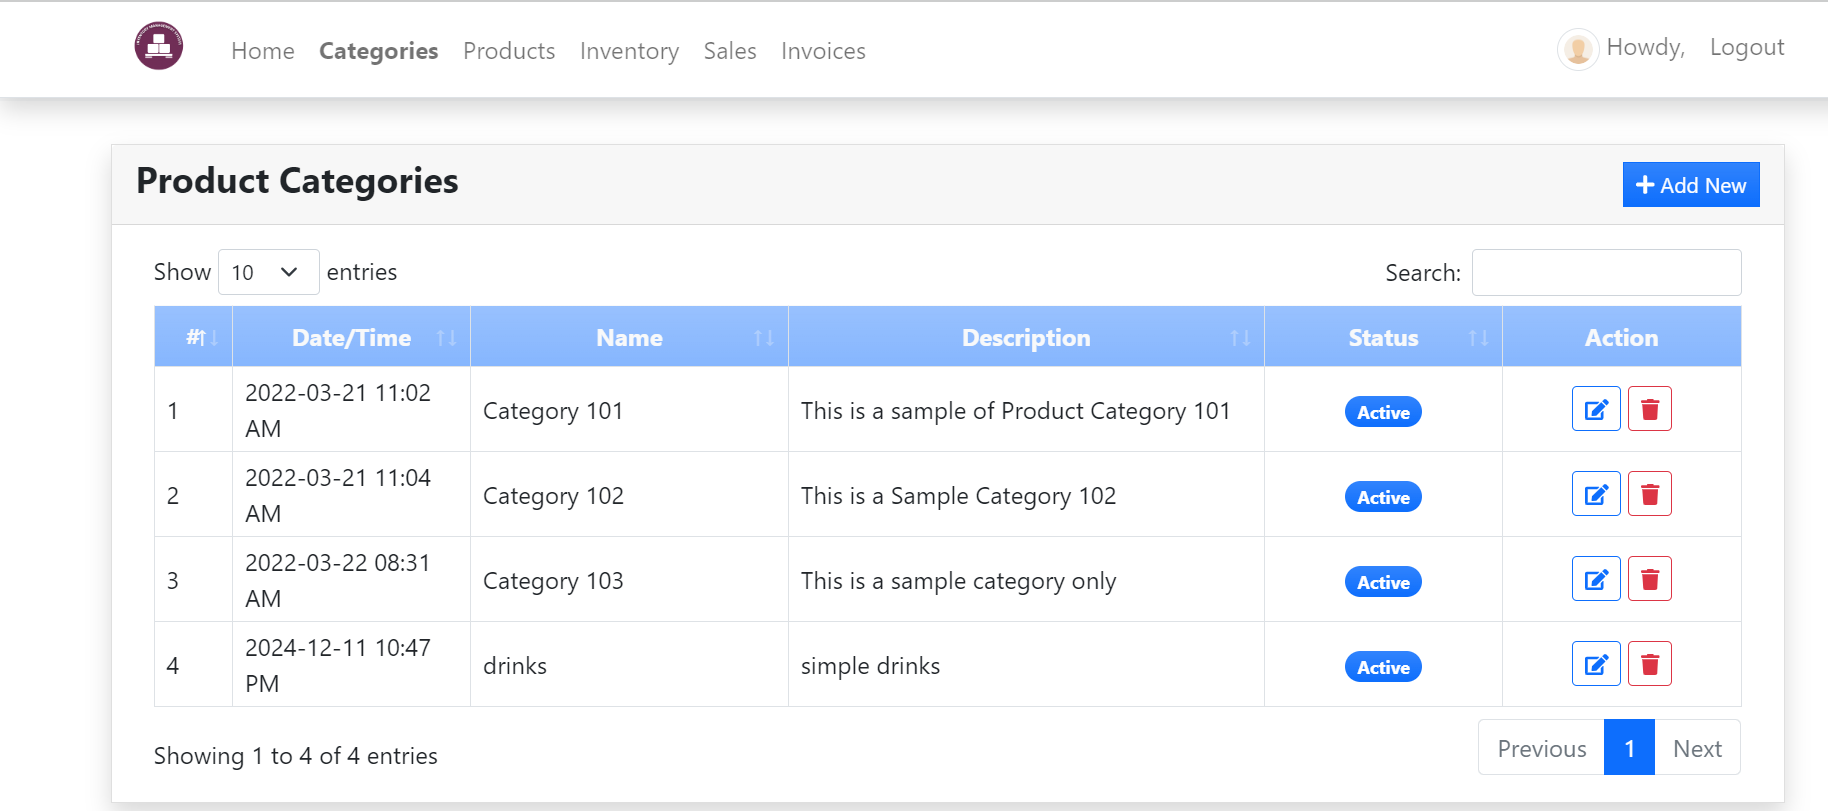 Home Categories Products Inventory Sales Invoices Howdy, Logout
Product Categories
Add New
Show 10 entries
Search:
# Date/Time Name Description Status Action
1 2022-03-21 11:02 AM Category 101 This is a sample of Product Category 101 Active
2 2022-03-21 11:04 AM Category 102 This is a Sample Category 102 Active
3 2022-03-22 08:31 AM Category 103 This is a sample category only Active
4 2024-12-11 10:47 PM drinks simple drinks Active
Showing 1 to 4 of 4 entries
Previous 1 Next